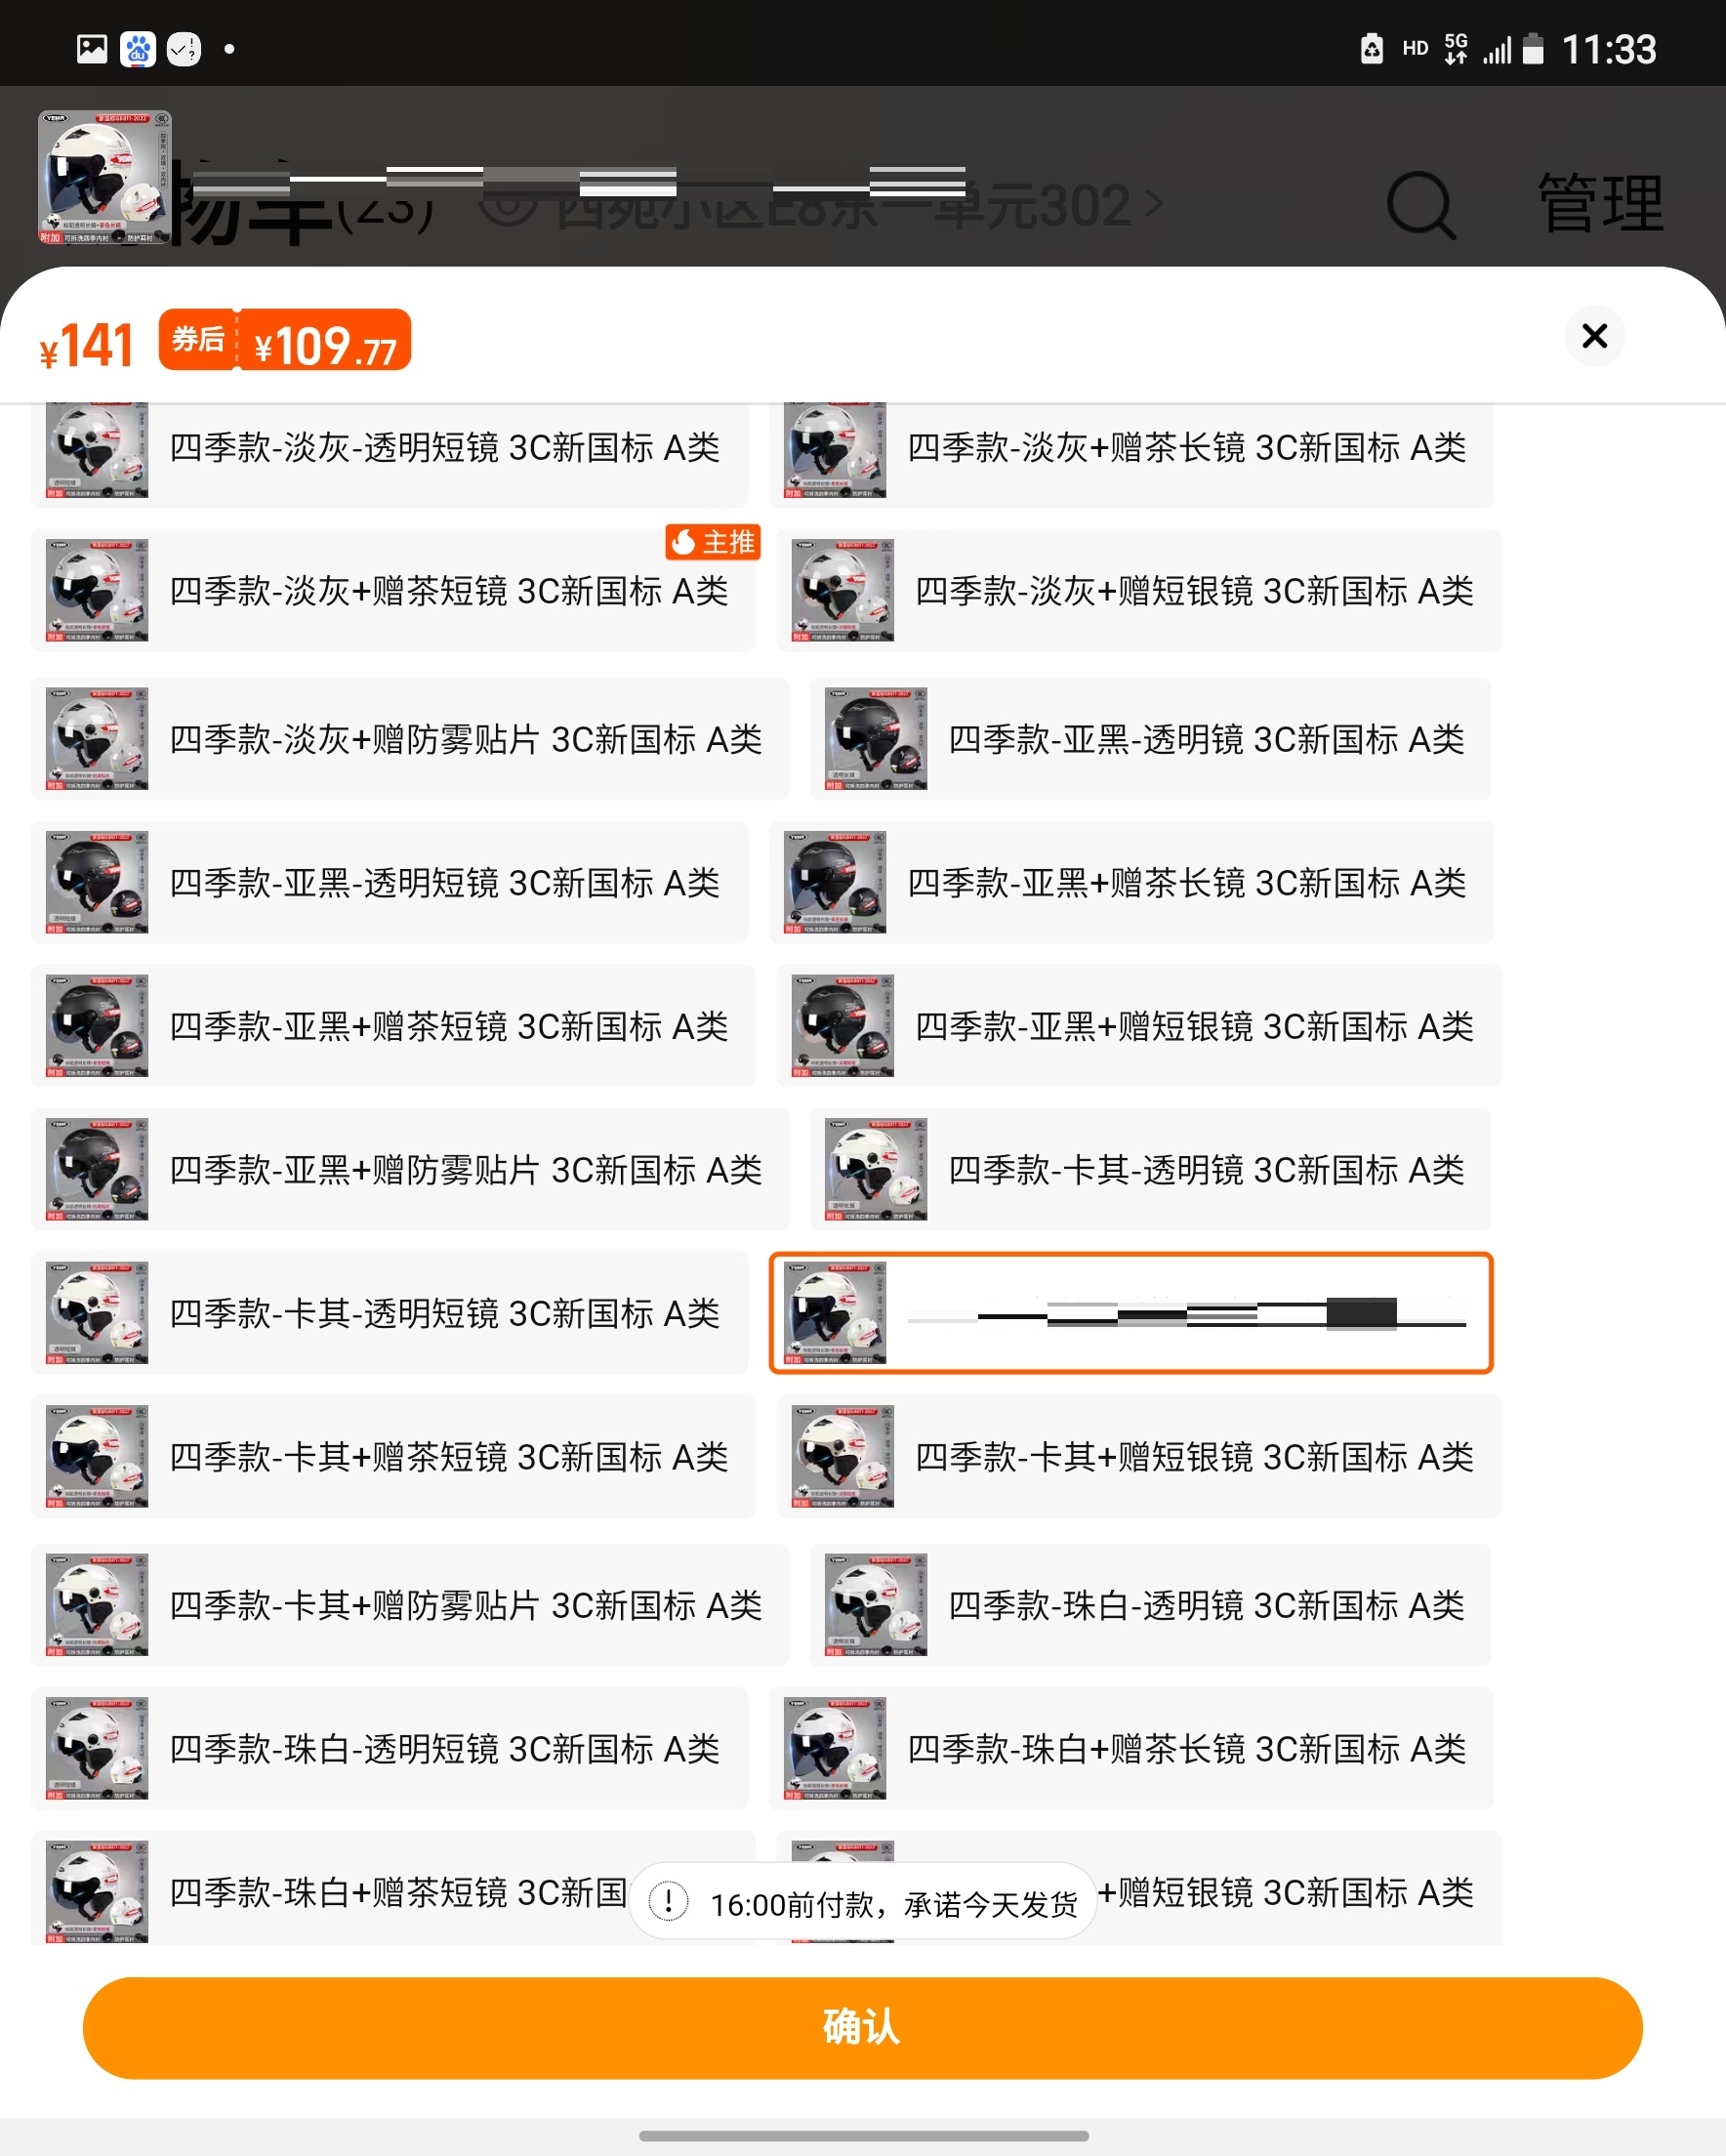 11:33
HD 5G
物车(23) 西苑小区E8东一单元302 >
管理
¥141 券后 ¥109.77
四季款-淡灰-透明短镜 3C新国标 A类
四季款-淡灰+赠茶长镜 3C新国标 A类
主推
四季款-淡灰+赠茶短镜 3C新国标 A类
四季款-淡灰+赠短银镜 3C新国标 A类
四季款-淡灰+赠防雾贴片 3C新国标 A类
四季款-亚黑-透明镜 3C新国标 A类
四季款-亚黑-透明短镜 3C新国标 A类
四季款-亚黑+赠茶长镜 3C新国标 A类
四季款-亚黑+赠茶短镜 3C新国标 A类
四季款-亚黑+赠短银镜 3C新国标 A类
四季款-亚黑+赠防雾贴片 3C新国标 A类
四季款-卡其-透明镜 3C新国标 A类
四季款-卡其-透明短镜 3C新国标 A类
四季款-卡其+赠茶短镜 3C新国标 A类
四季款-卡其+赠短银镜 3C新国标 A类
四季款-卡其+赠防雾贴片 3C新国标 A类
四季款-珠白-透明镜 3C新国标 A类
四季款-珠白-透明短镜 3C新国标 A类
四季款-珠白+赠茶长镜 3C新国标 A类
四季款-珠白+赠茶短镜 3C新国
+赠短银镜 3C新国标 A类
16:00前付款，承诺今天发货
确认